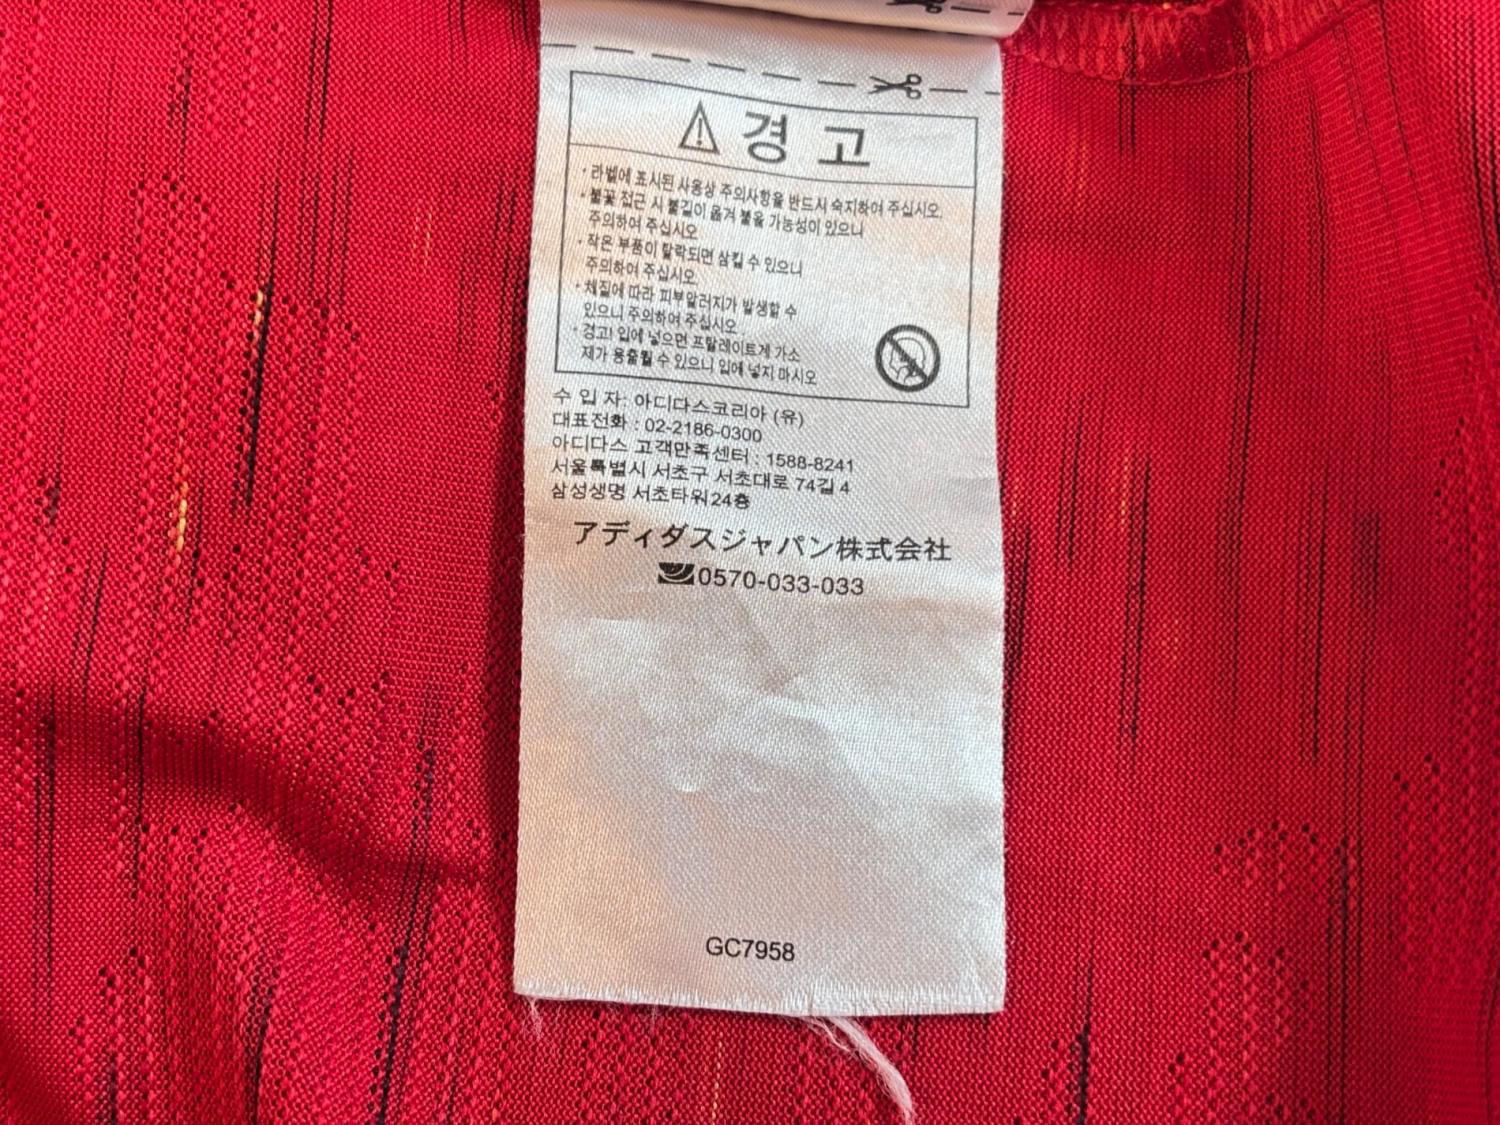 경 고
· 라벨에 표시된 사용상 주의사항을 반드시 숙지하여 주십시오.
· 불꽃 접근 시 불길이 옮겨 붙을 가능성이 있으니
주의하여 주십시오
· 작은 부품이 탈락되면 삼킬 수 있으니
주의하여 주십시오.
· 체질에 따라 피부알러지가 발생할 수
있으니 주의하여 주십시오 .
· 경고! 입에 넣으면 프탈레이트계 가소
제가 용출될 수 있으니 입에 넣지 마시오
수 입 자: 아디다스코리아 (유)
대표전화 : 02-2186-0300
아디다스 고객만족센터 : 1588-8241
서울특별시 서초구 서초대로 74길 4
삼성생명 서초타워24층
アディダスジャパン株式会社
0570-033-033
GC7958